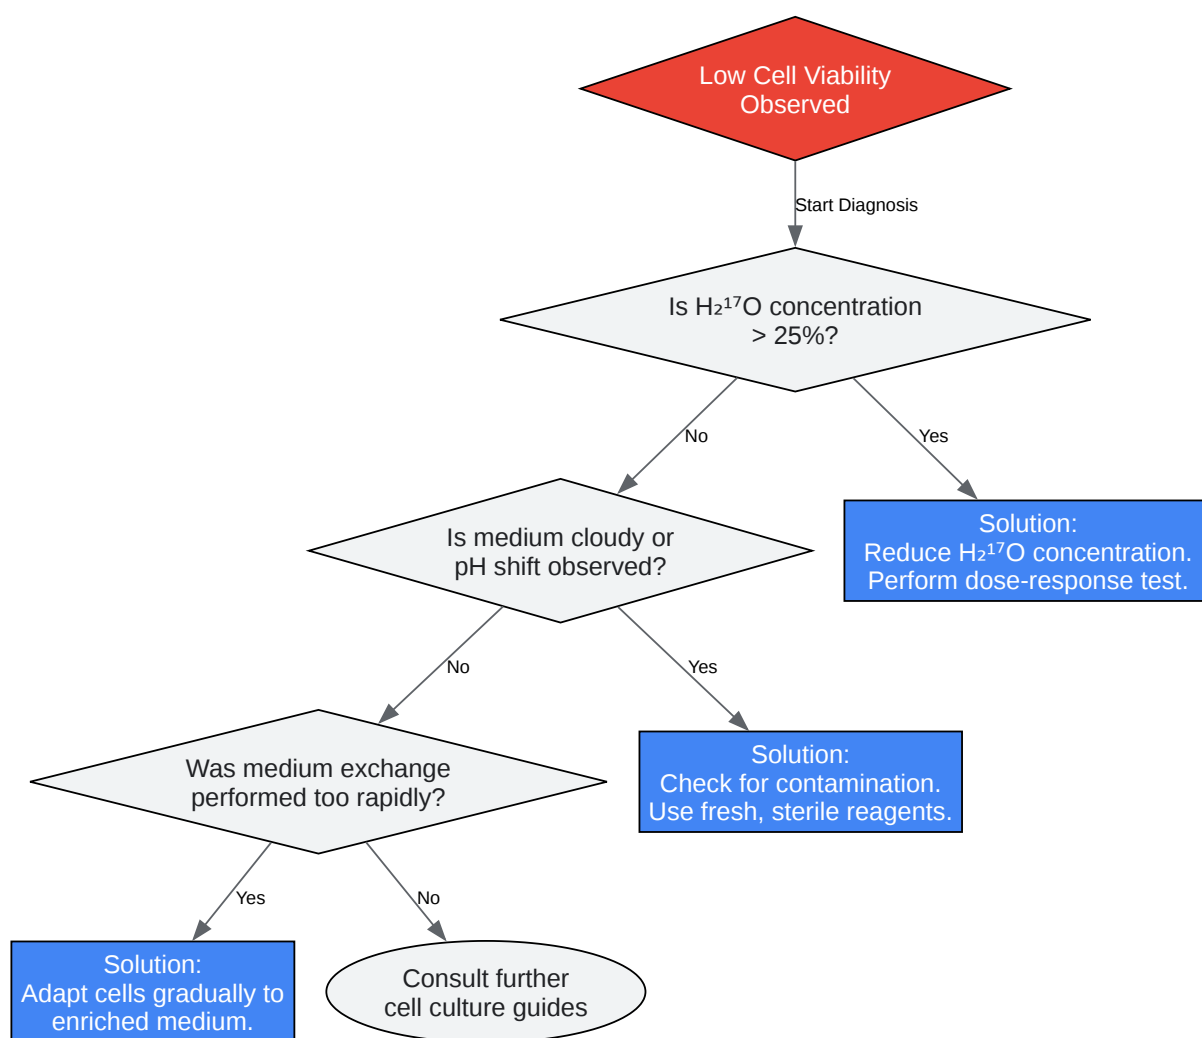 Low Cell Viability
Observed
Start Diagnosis
Is H₂¹⁷O concentration
> 25%?
No
Yes
Is medium cloudy or
pH shift observed?
Solution:
Reduce H₂¹⁷O concentration.
Perform dose-response test.
No
Yes
Was medium exchange
performed too rapidly?
Solution:
Check for contamination.
Use fresh, sterile reagents.
Yes
No
Solution:
Adapt cells gradually to
enriched medium.
Consult further
cell culture guides